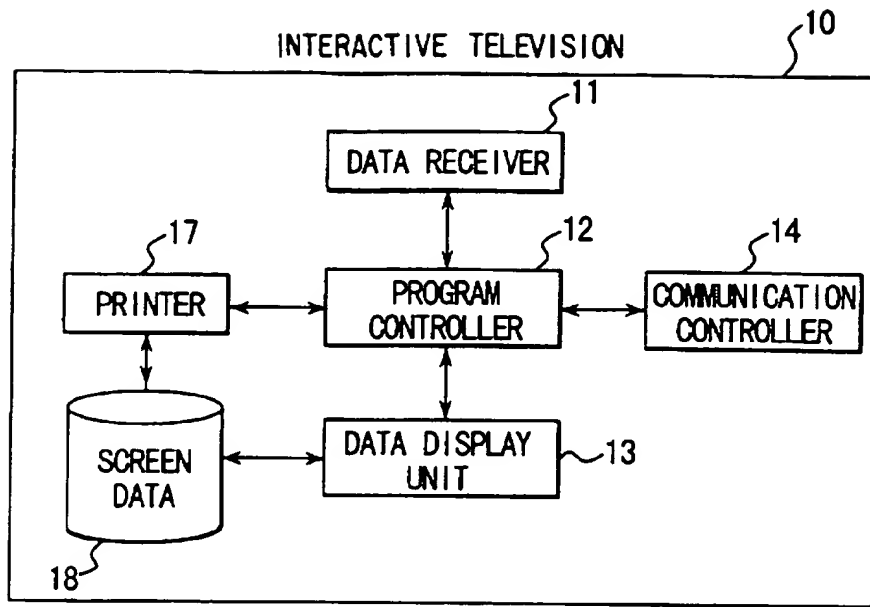 INTERACTIVE TELEVISION
10
11
DATA RECEIVER
17
12
14
PRINTER
PROGRAM
CONTROLLER
COMMUNICATION
CONTROLLER
SCREEN
DATA
DATA DISPLAY
UNIT
13
18